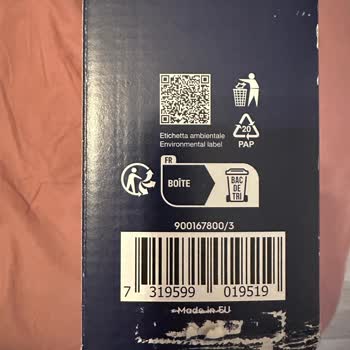 Etichetta ambientale
Environmental label
20
PAP
FR
BOÎTE
BAC
DE
TRI
900167800/3
7 319599 019519
Made in EU